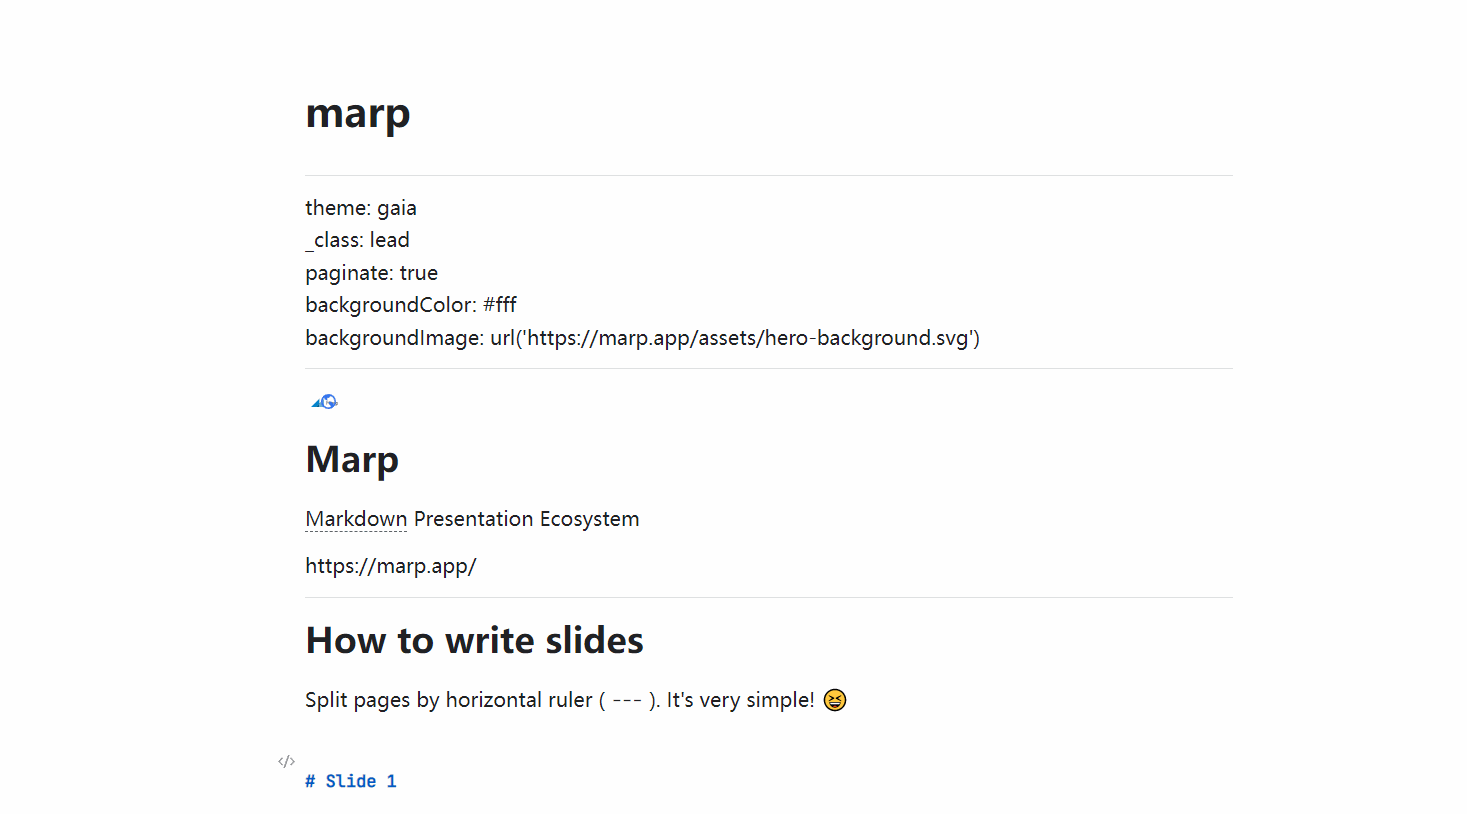 marp
theme: gaia
_class: lead
paginate: true
backgroundColor: #fff
backgroundImage: url('https://marp.app/assets/hero-background.svg')
Marp
Markdown Presentation Ecosystem
https://marp.app/
How to write slides
Split pages by horizontal ruler ( --- ). It's very simple! 😆
</>
# Slide 1